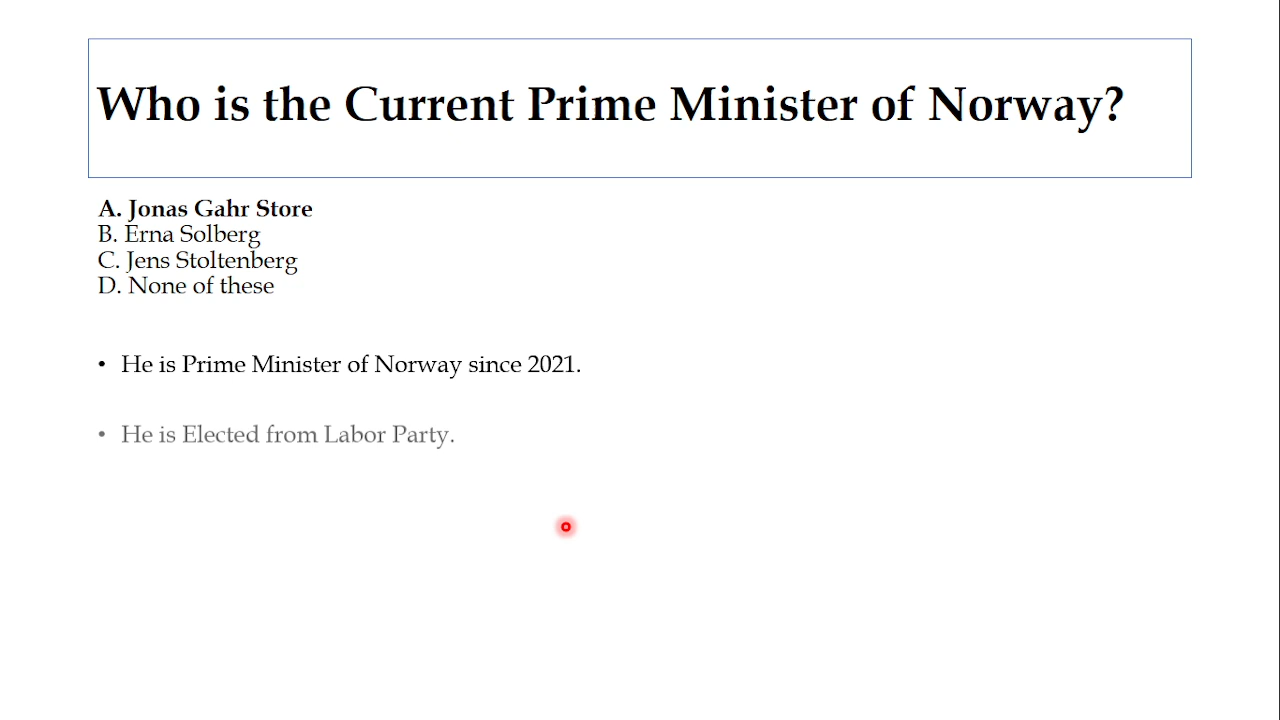 Who is the Current Prime Minister of Norway?
A. Jonas Gahr Store
B. Erna Solberg
C. Jens Stoltenberg
D. None of these
• He is Prime Minister of Norway since 2021.
• He is Elected from Labor Party.